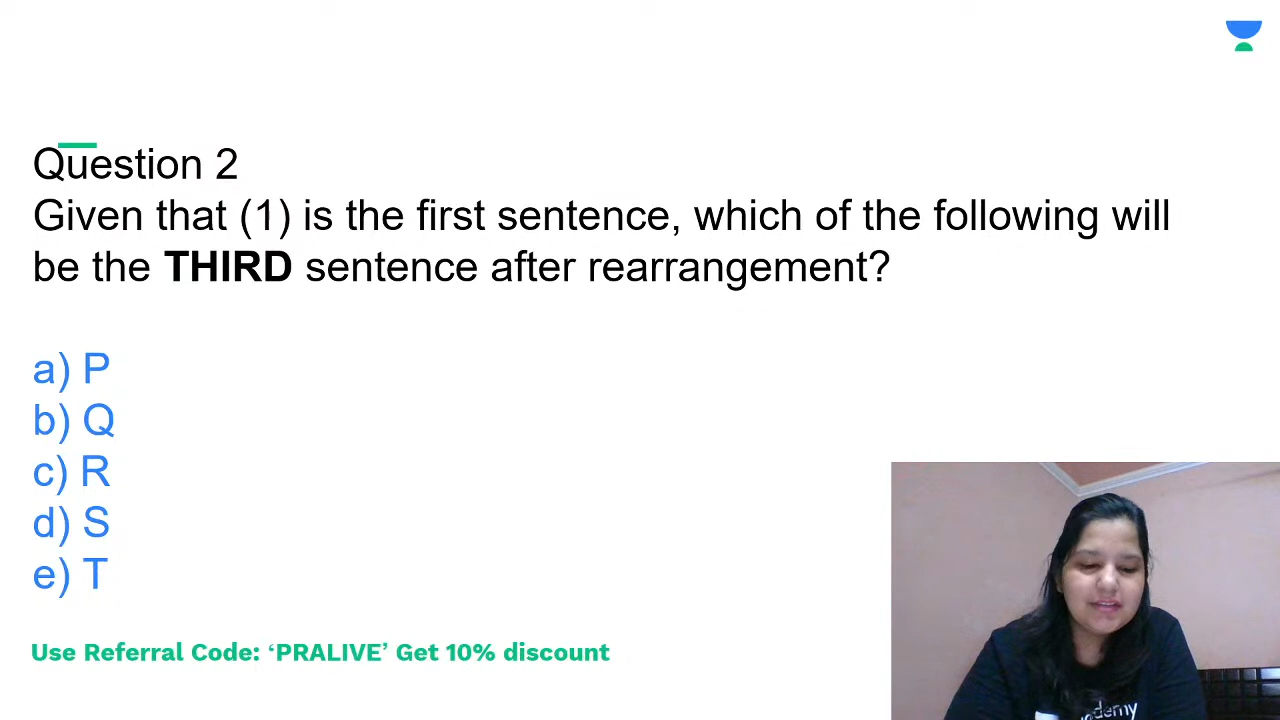 Question 2
Given that (1) is the first sentence, which of the following will
be the THIRD sentence after rearrangement?
a) P
b) Q
c) R
d) S
e) T
Use Referral Code: ‘PRALIVE’ Get 10% discount